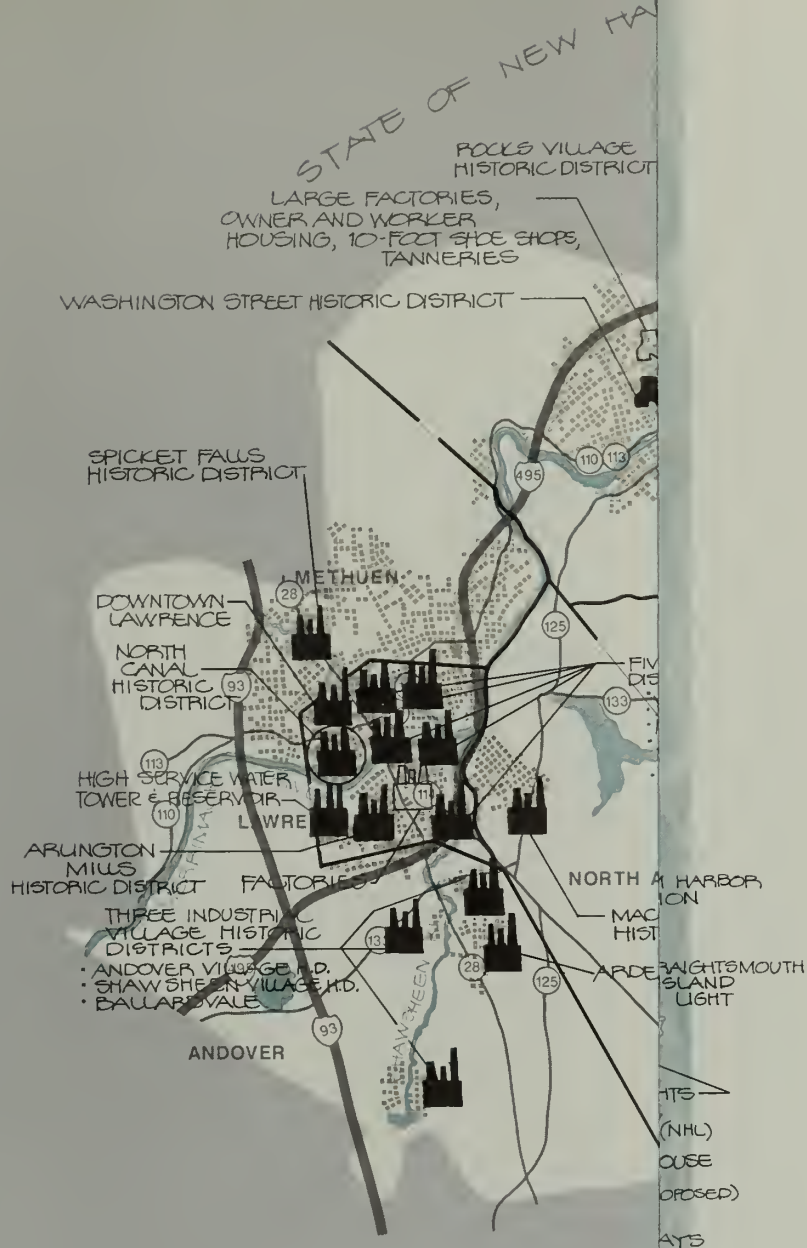 STATE OF NEW HA
ROCKS VILLAGE
HISTORIC DISTRICT
LARGE FACTORIES,
OWNER AND WORKER
HOUSING, 10-FOOT SHOE SHOPS,
TANNERIES
WASHINGTON STREET HISTORIC DISTRICT
110
113
495
SPICKET FALLS
HISTORIC DISTRICT
METHUEN
28
DOWNTOWN
LAWRENCE
NORTH
CANAL
HISTORIC
DISTRICT
93
125
FIV
DIS
133
113
HIGH SERVICE WATER
TOWER & RESERVOIR
110
114
LAWRE
ARLINGTON
MILLS
HISTORIC DISTRICT
FACTORIES
NORTH A
HARBOR
ION
MAC
HIST
THREE INDUSTRIAL
VILLAGE HISTORIC
DISTRICTS
· ANDOVER VILLAGE H.D.
· SHAWSHEEN VILLAGE H.D.
· BALLARDVALE
133
28
125
ARDE
RAIGHTSMOUTH
ISLAND
LIGHT
93
SHAWSHEEN
ANDOVER
HTS
(NHL)
OUSE
OPOSED)
AYS